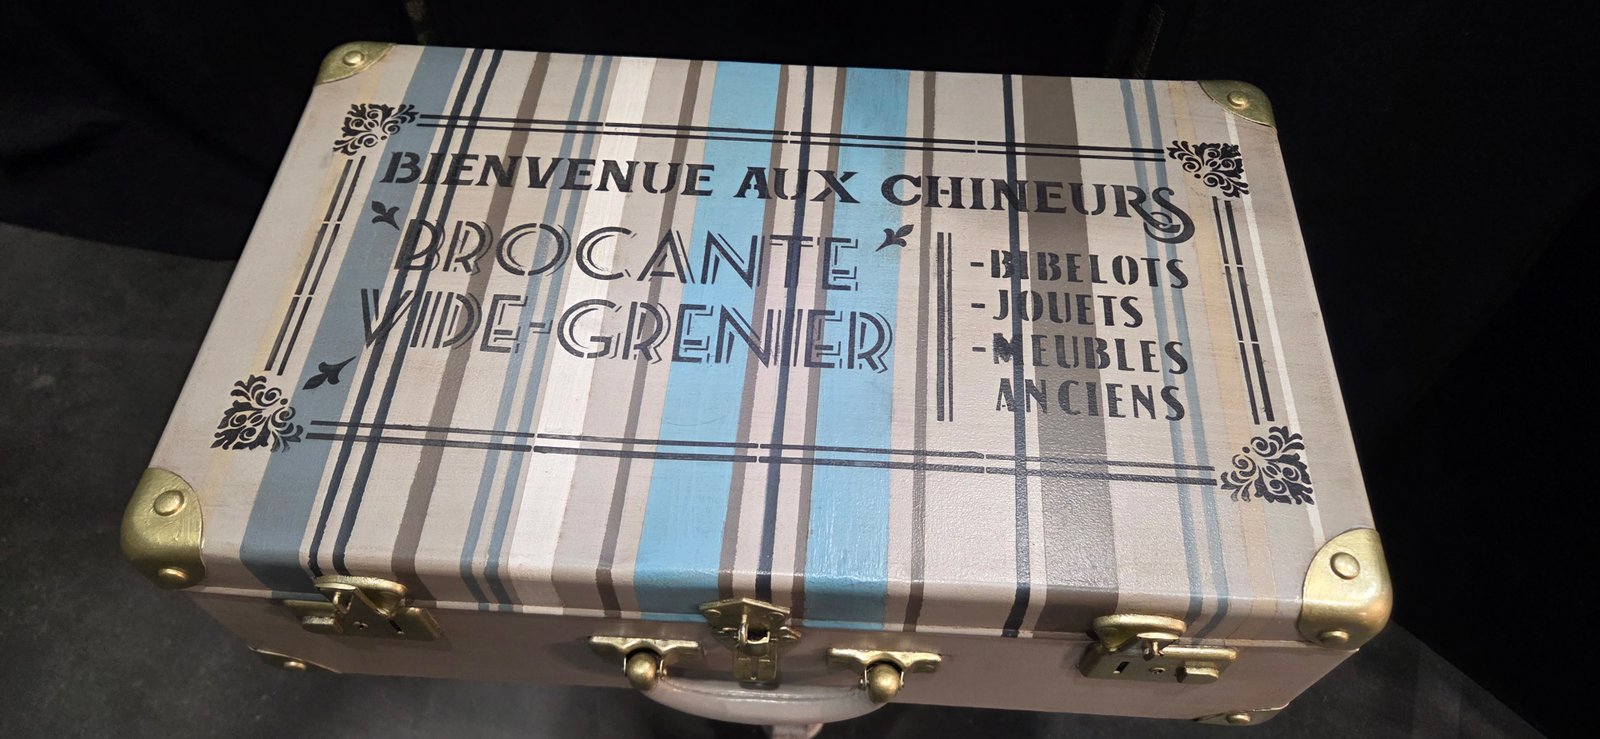 BIENVENUE AUX CHINEURS
BROCANTE
VIDE-GRENIER
-BIBELOTS
-JOUETS
-MEUBLES
ANCIENS